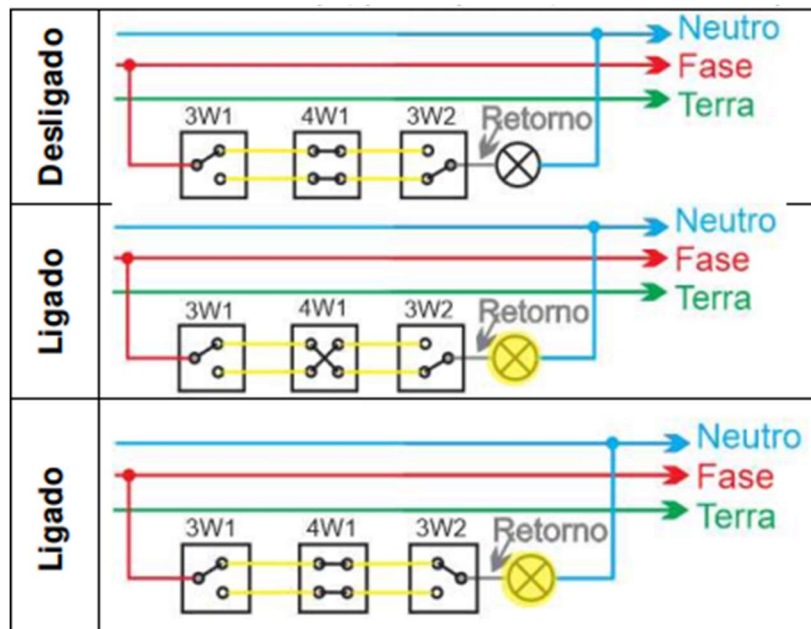 Desligado
Neutro
Fase
Terra
3W1 4W1 3W2 Retorno
Ligado
Neutro
Fase
Terra
3W1 4W1 3W2 Retorno
Ligado
Neutro
Fase
Terra
3W1 4W1 3W2 Retorno